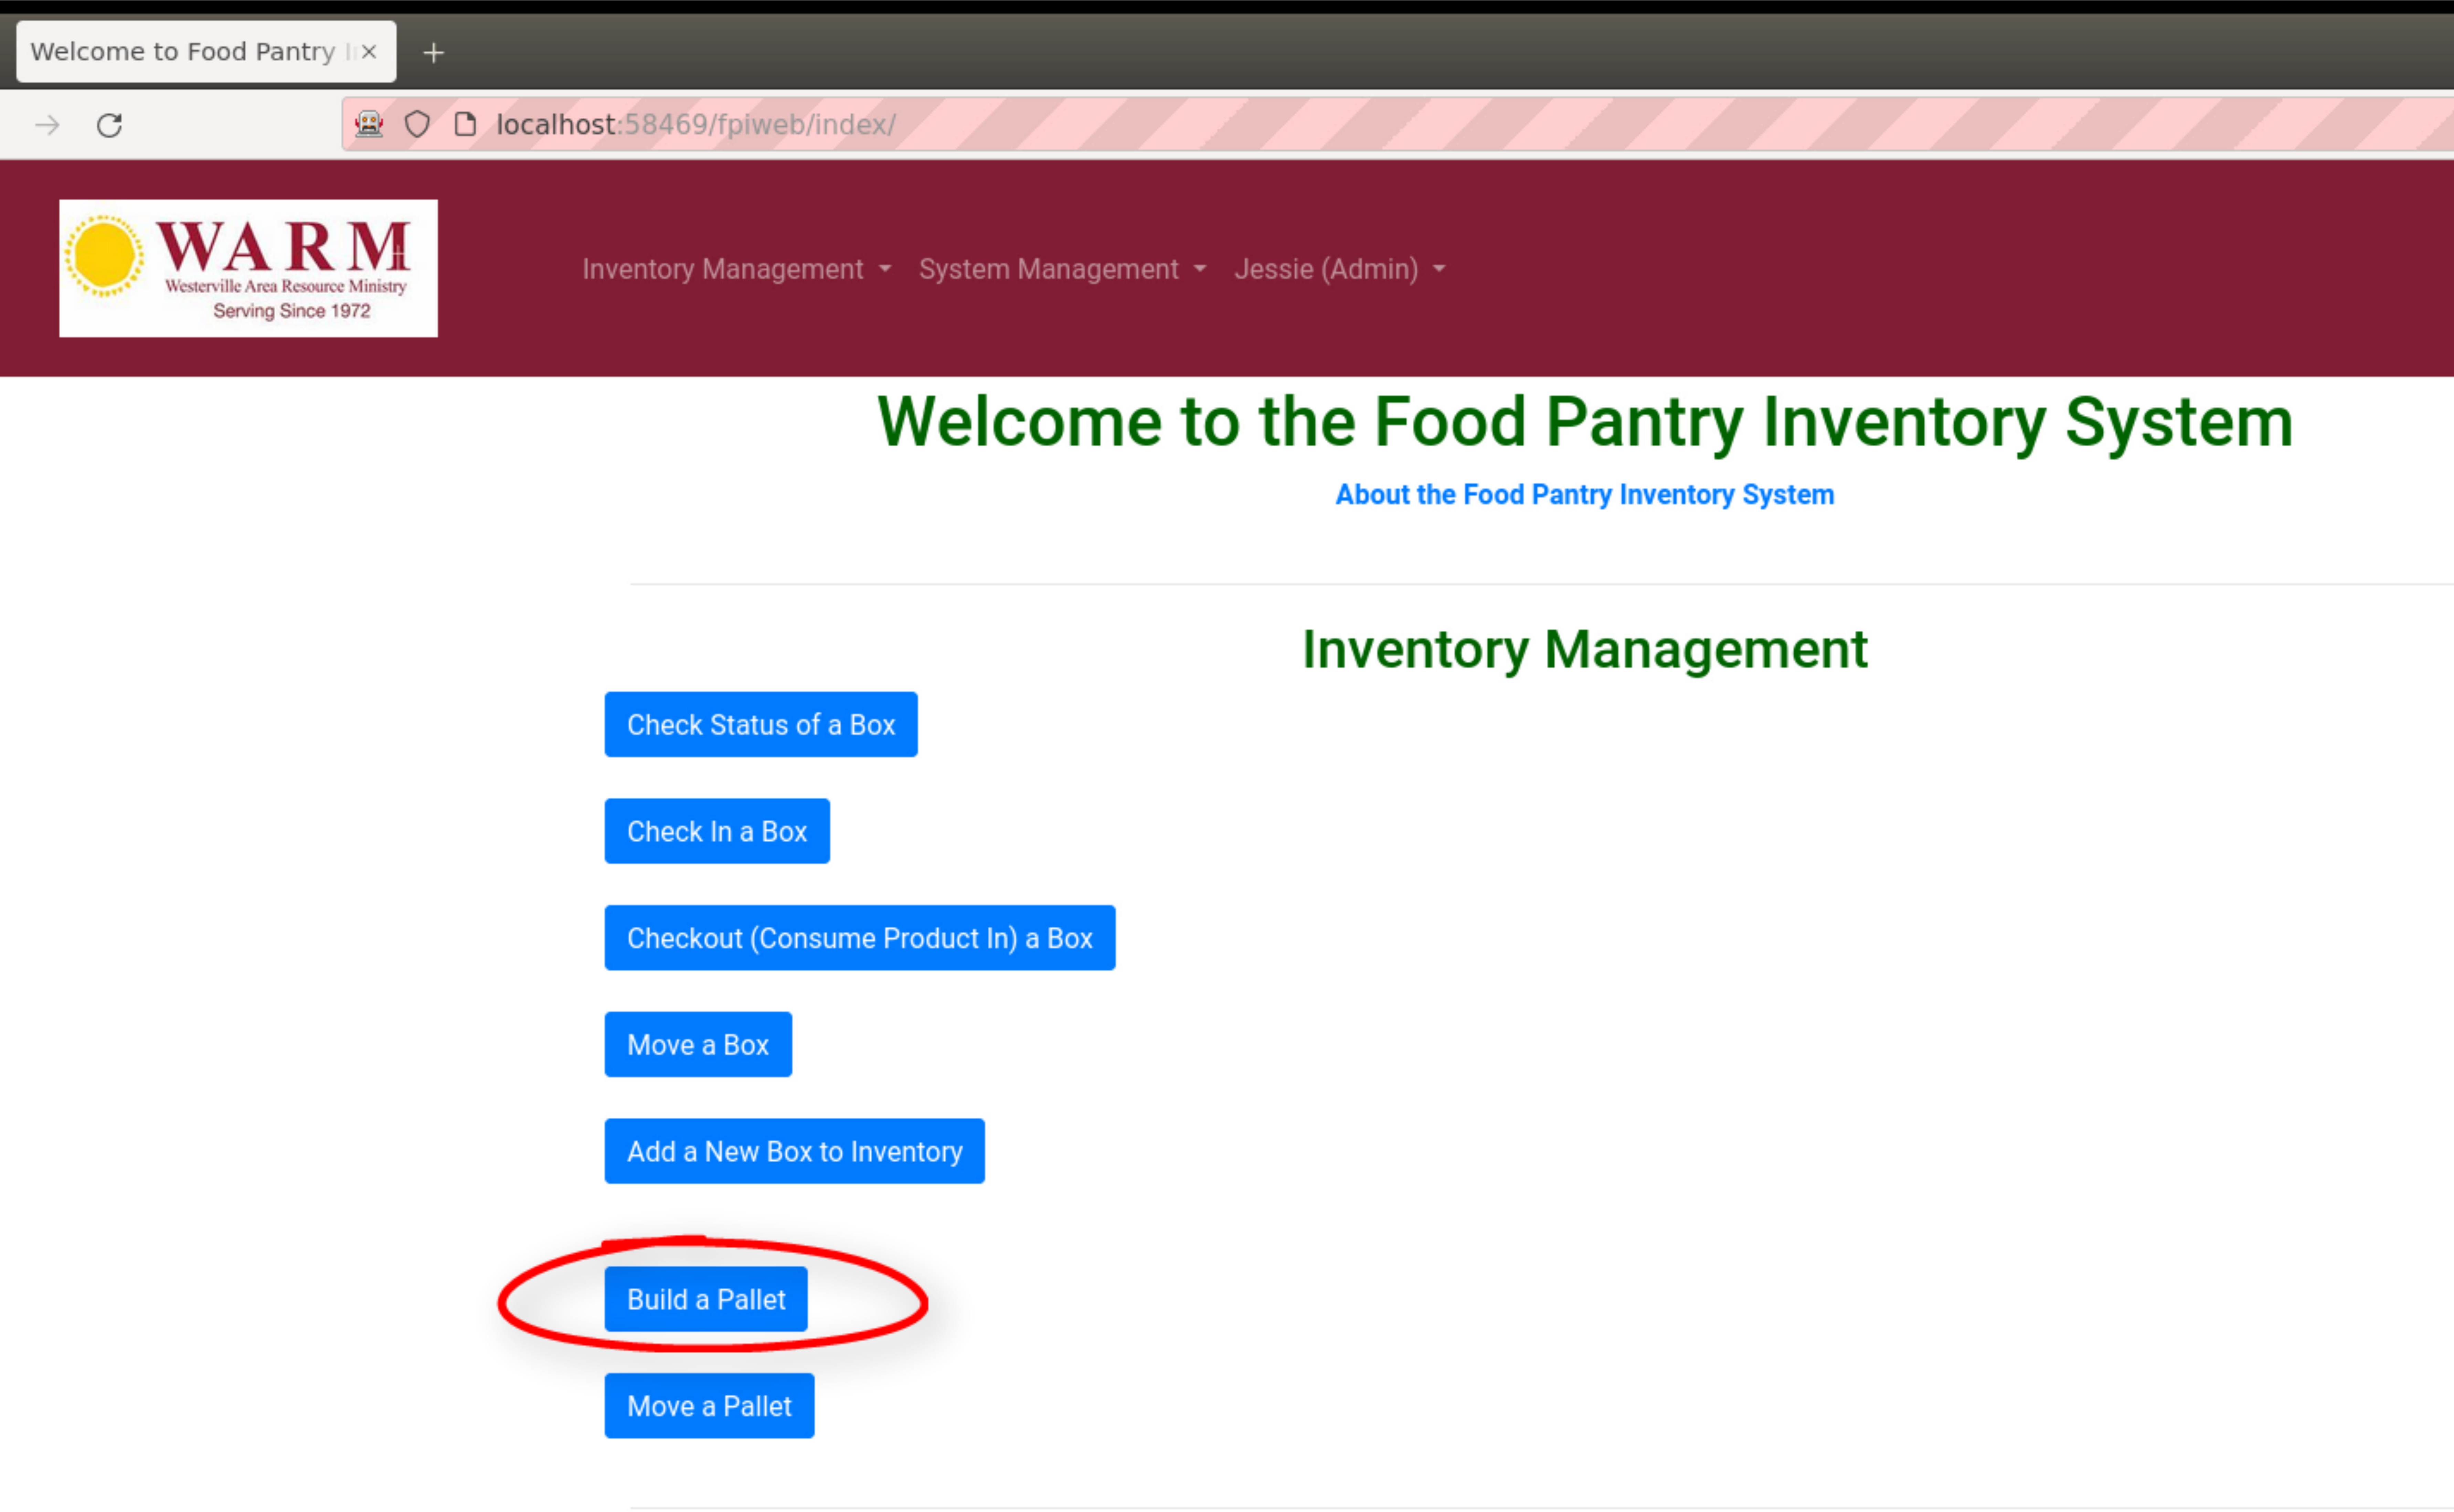 Welcome to Food Pantry
localhost:58469/fpiweb/index/
WARM
Westerville Area Resource Ministry
Serving Since 1972
Inventory Management
System Management
Jessie (Admin)
Welcome to the Food Pantry Inventory System
About the Food Pantry Inventory System
Inventory Management
Check Status of a Box
Check In a Box
Checkout (Consume Product In) a Box
Move a Box
Add a New Box to Inventory
Build a Pallet
Move a Pallet